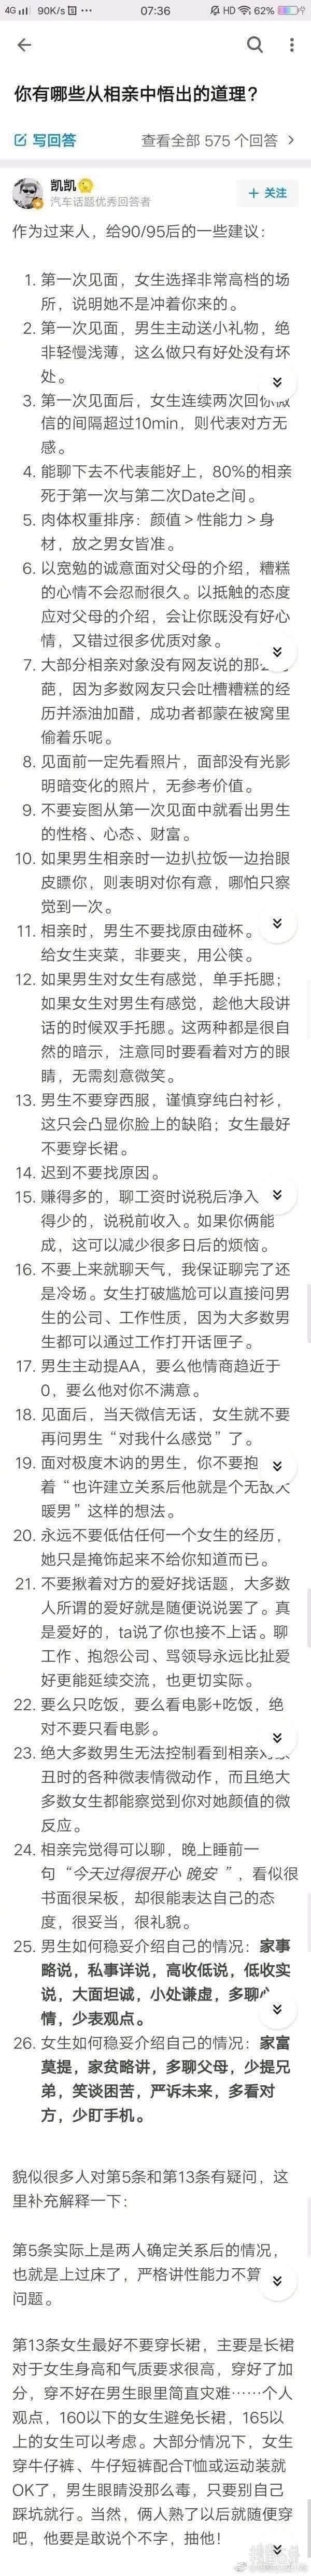 4G 90K/s 07:36 HD 62%
你有哪些从相亲中悟出的道理？
写回答 查看全部 575 个回答
凯凯
汽车话题优秀回答者
+ 关注
作为过来人，给90/95后的一些建议：
1. 第一次见面，女生选择非常高档的场
所，说明她不是冲着你来的。
2. 第一次见面，男生主动送小礼物，绝
非轻慢浅薄，这么做只有好处没有坏
处。
3. 第一次见面后，女生连续两次回你微
信的间隔超过10min，则代表对方无
感。
4. 能聊下去不代表能好上，80%的相亲
死于第一次与第二次Date之间。
5. 肉体权重排序：颜值＞性能力＞身
材，放之男女皆准。
6. 以宽勉的诚意面对父母的介绍，糟糕
的心情不会忍耐很久。以抵触的态度
应对父母的介绍，会让你既没有好心
情，又错过很多优质对象。
7. 大部分相亲对象没有网友说的那
葩，因为多数网友只会吐槽糟糕的经
历并添油加醋，成功者都蒙在被窝里
偷着乐呢。
8. 见面前一定先看照片，面部没有光影
明暗变化的照片，无参考价值。
9. 不要妄图从第一次见面中就看出男生
的性格、心态、财富。
10. 如果男生相亲时一边扒拉饭一边抬眼
皮瞟你，则表明对你有意，哪怕只察
觉到一次。
11. 相亲时，男生不要找原由碰杯。
给女生夹菜，非要夹，用公筷。
12. 如果男生对女生有感觉，单手托腮；
如果女生对男生有感觉，趁他大段讲
话的时候双手托腮。这两种都是很自
然的暗示，注意同时要看着对方的眼
睛，无需刻意微笑。
13. 男生不要穿西服，谨慎穿纯白衬衫，
这只会凸显你脸上的缺陷；女生最好
不要穿长裙。
14. 迟到不要找原因。
15. 赚得多的，聊工资时说税后净入
得少的，说税前收入。如果你俩能
成，这可以减少很多日后的烦恼。
16. 不要上来就聊天气，我保证聊完了还
是冷场。女生打破尴尬可以直接问男
生的公司、工作性质，因为大多数男
生都可以通过工作打开话匣子。
17. 男生主动提AA，要么他情商趋近于
0，要么他对你不满意。
18. 见面后，当天微信无话，女生就不要
再问男生“对我什么感觉”了。
19. 面对极度木讷的男生，你不要抱
着“也许建立关系后他就是个无敌大
暖男”这样的想法。
20. 永远不要低估任何一个女生的经历，
她只是掩饰起来不给你知道而已。
21. 不要揪着对方的爱好找话题，大多数
人所谓的爱好就是随便说说罢了。真
是爱好的，ta说了你也接不上话。聊
工作、抱怨公司、骂领导永远比扯爱
好更能延续交流，也更切实际。
22. 要么只吃饭，要么看电影+吃饭，绝
对不要只看电影。
23. 绝大多数男生无法控制看到相亲对象
丑时的各种微表情微动作，而且绝大
多数女生都能察觉到你对她颜值的微
反应。
24. 相亲完觉得可以聊，晚上睡前一
句“今天过得很开心 晚安 ”，看似很
书面很呆板，却很能表达自己的态
度，很妥当，很礼貌。
25. 男生如何稳妥介绍自己的情况：家事
略说，私事详说，高收低说，低收实
说，大面坦诚，小处谦虚，多聊心
情，少表观点。
26. 女生如何稳妥介绍自己的情况：家富
莫提，家贫略讲，多聊父母，少提兄
弟，笑谈困苦，严诉未来，多看对
方，少盯手机。
貌似很多人对第5条和第13条有疑问，这
里补充解释一下：
第5条实际上是两人确定关系后的情况，
也就是上过床了，严格讲性能力不算
问题。
第13条女生最好不要穿长裙，主要是长裙
对于女生身高和气质要求很高，穿好了加
分，穿不好在男生眼里简直灾难……个人
观点，160以下的女生避免长裙，165以
上的女生可以考虑。大部分情况下，女生
穿牛仔裤、牛仔短裤配合T恤或运动装就
OK了，男生眼睛没那么毒，只要别自己
踩坑就行。当然，俩人熟了以后就随便穿
吧，他要是敢说个不字，抽他！